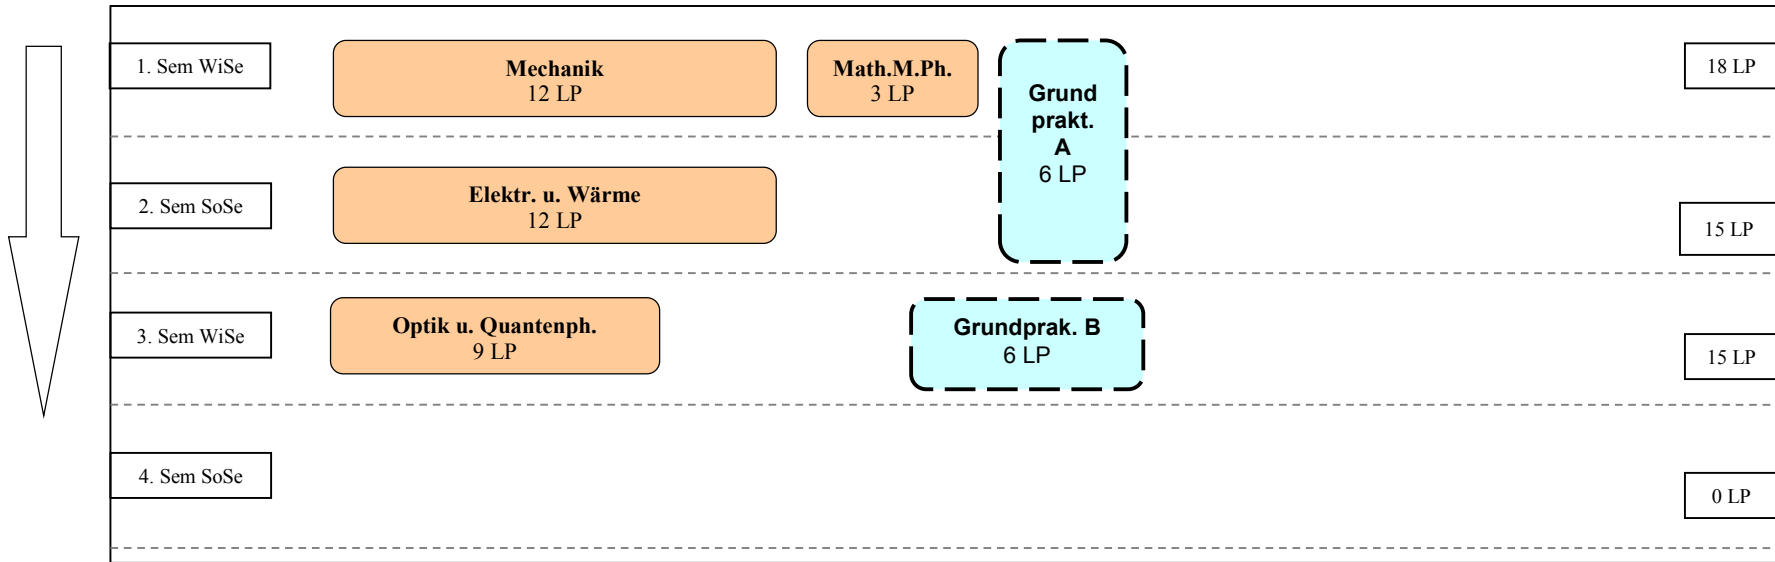 1. Sem WiSe
Mechanik
12 LP
Math.M.Ph.
3 LP
Grund
prakt.
A
6 LP
18 LP
2. Sem SoSe
Elektr. u. Wärme
12 LP
15 LP
3. Sem WiSe
Optik u. Quantenph.
9 LP
Grundprak. B
6 LP
15 LP
4. Sem SoSe
0 LP